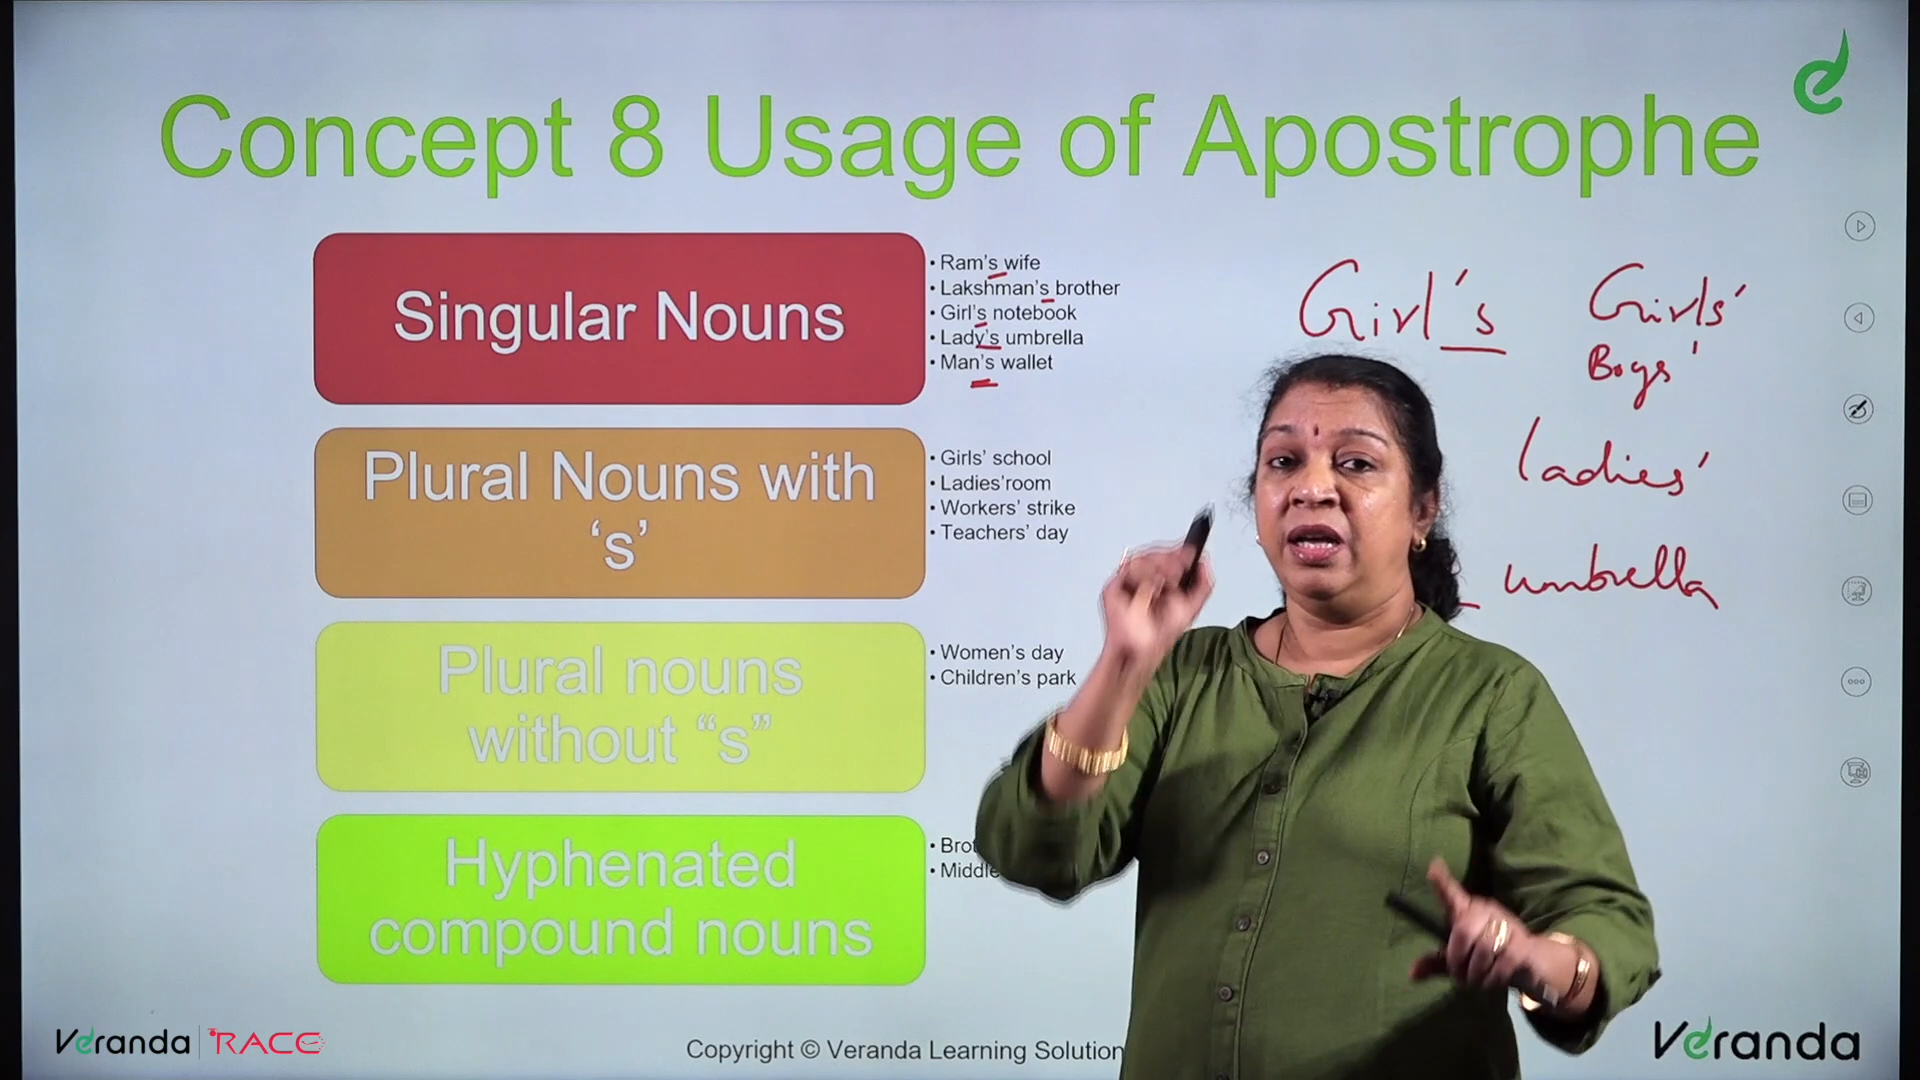 Concept 8 Usage of Apostrophe
Singular Nouns
• Ram's wife
• Lakshman's brother
• Girl's notebook
• Lady's umbrella
• Man's wallet
Girl's
Girls'
Boys'
Ladies'
umbrella
Plural Nouns with
‘s’
• Girls’ school
• Ladies’room
• Workers’ strike
• Teachers’ day
Plural nouns
without “s”
• Women’s day
• Children’s park
Hyphenated
compound nouns
• Middle
Veranda RACE
Copyright © Veranda Learning Solution
Veranda